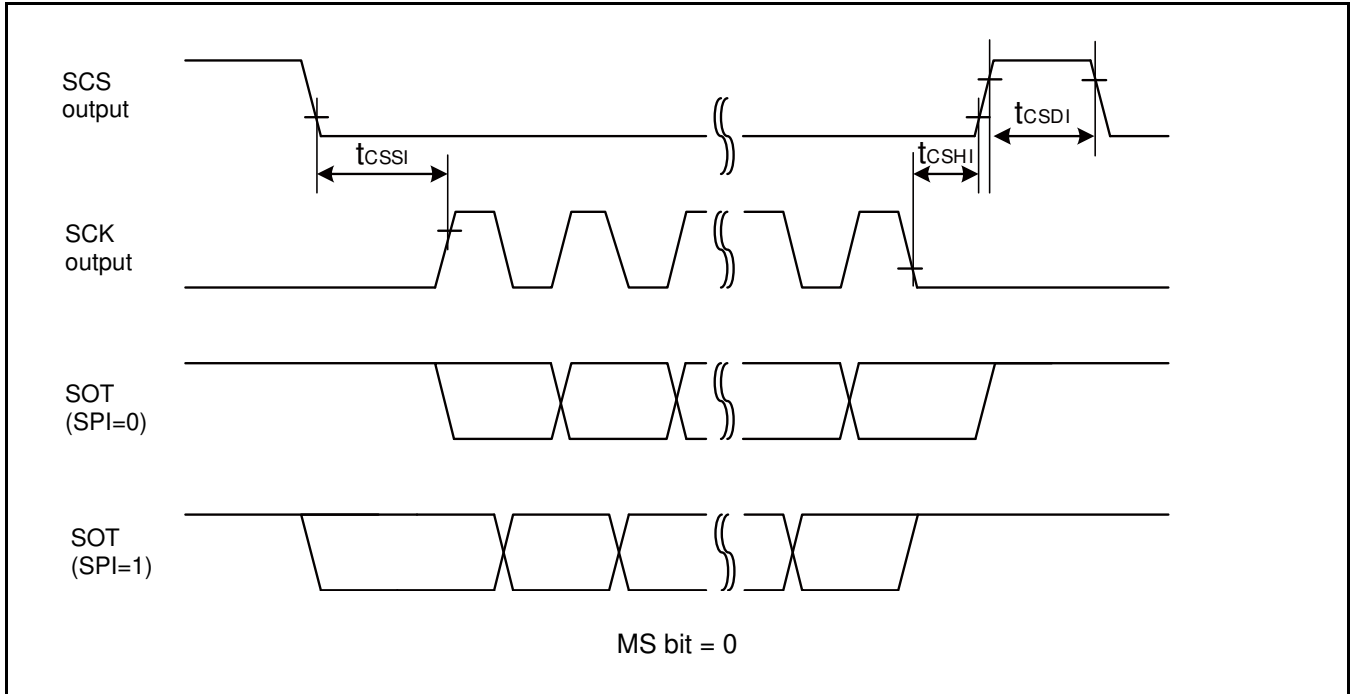 SCS
output
tCSSI
tCSHI
tCSDI
SCK
output
SOT
(SPI=0)
SOT
(SPI=1)
MS bit = 0